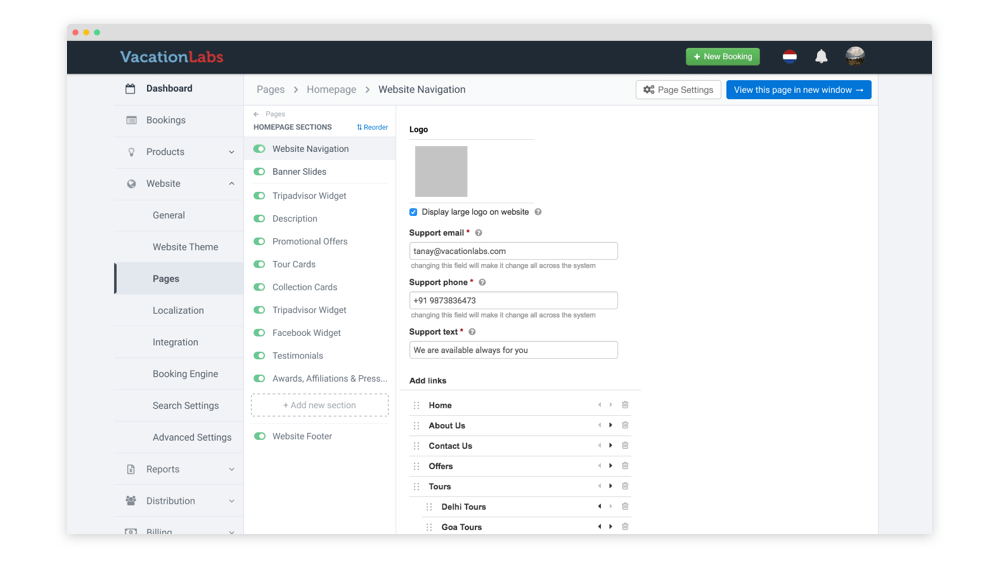 VacationLabs
+ New Booking
Dashboard
Bookings
Products
Website
General
Website Theme
Pages
Localization
Integration
Booking Engine
Search Settings
Advanced Settings
Reports
Distribution
Billing
Pages > Homepage > Website Navigation
Page Settings
View this page in new window →
← Pages
HOMEPAGE SECTIONS
Reorder
Website Navigation
Banner Slides
Tripadvisor Widget
Description
Promotional Offers
Tour Cards
Collection Cards
Tripadvisor Widget
Facebook Widget
Testimonials
Awards, Affiliations & Press...
+ Add new section
Website Footer
Logo
Display large logo on website ?
Support email * ?
tanay@vacationlabs.com
changing this field will make it change all across the system
Support phone * ?
+91 9873836473
changing this field will make it change all across the system
Support text * ?
We are available always for you
Add links
Home
About Us
Contact Us
Offers
Tours
Delhi Tours
Goa Tours